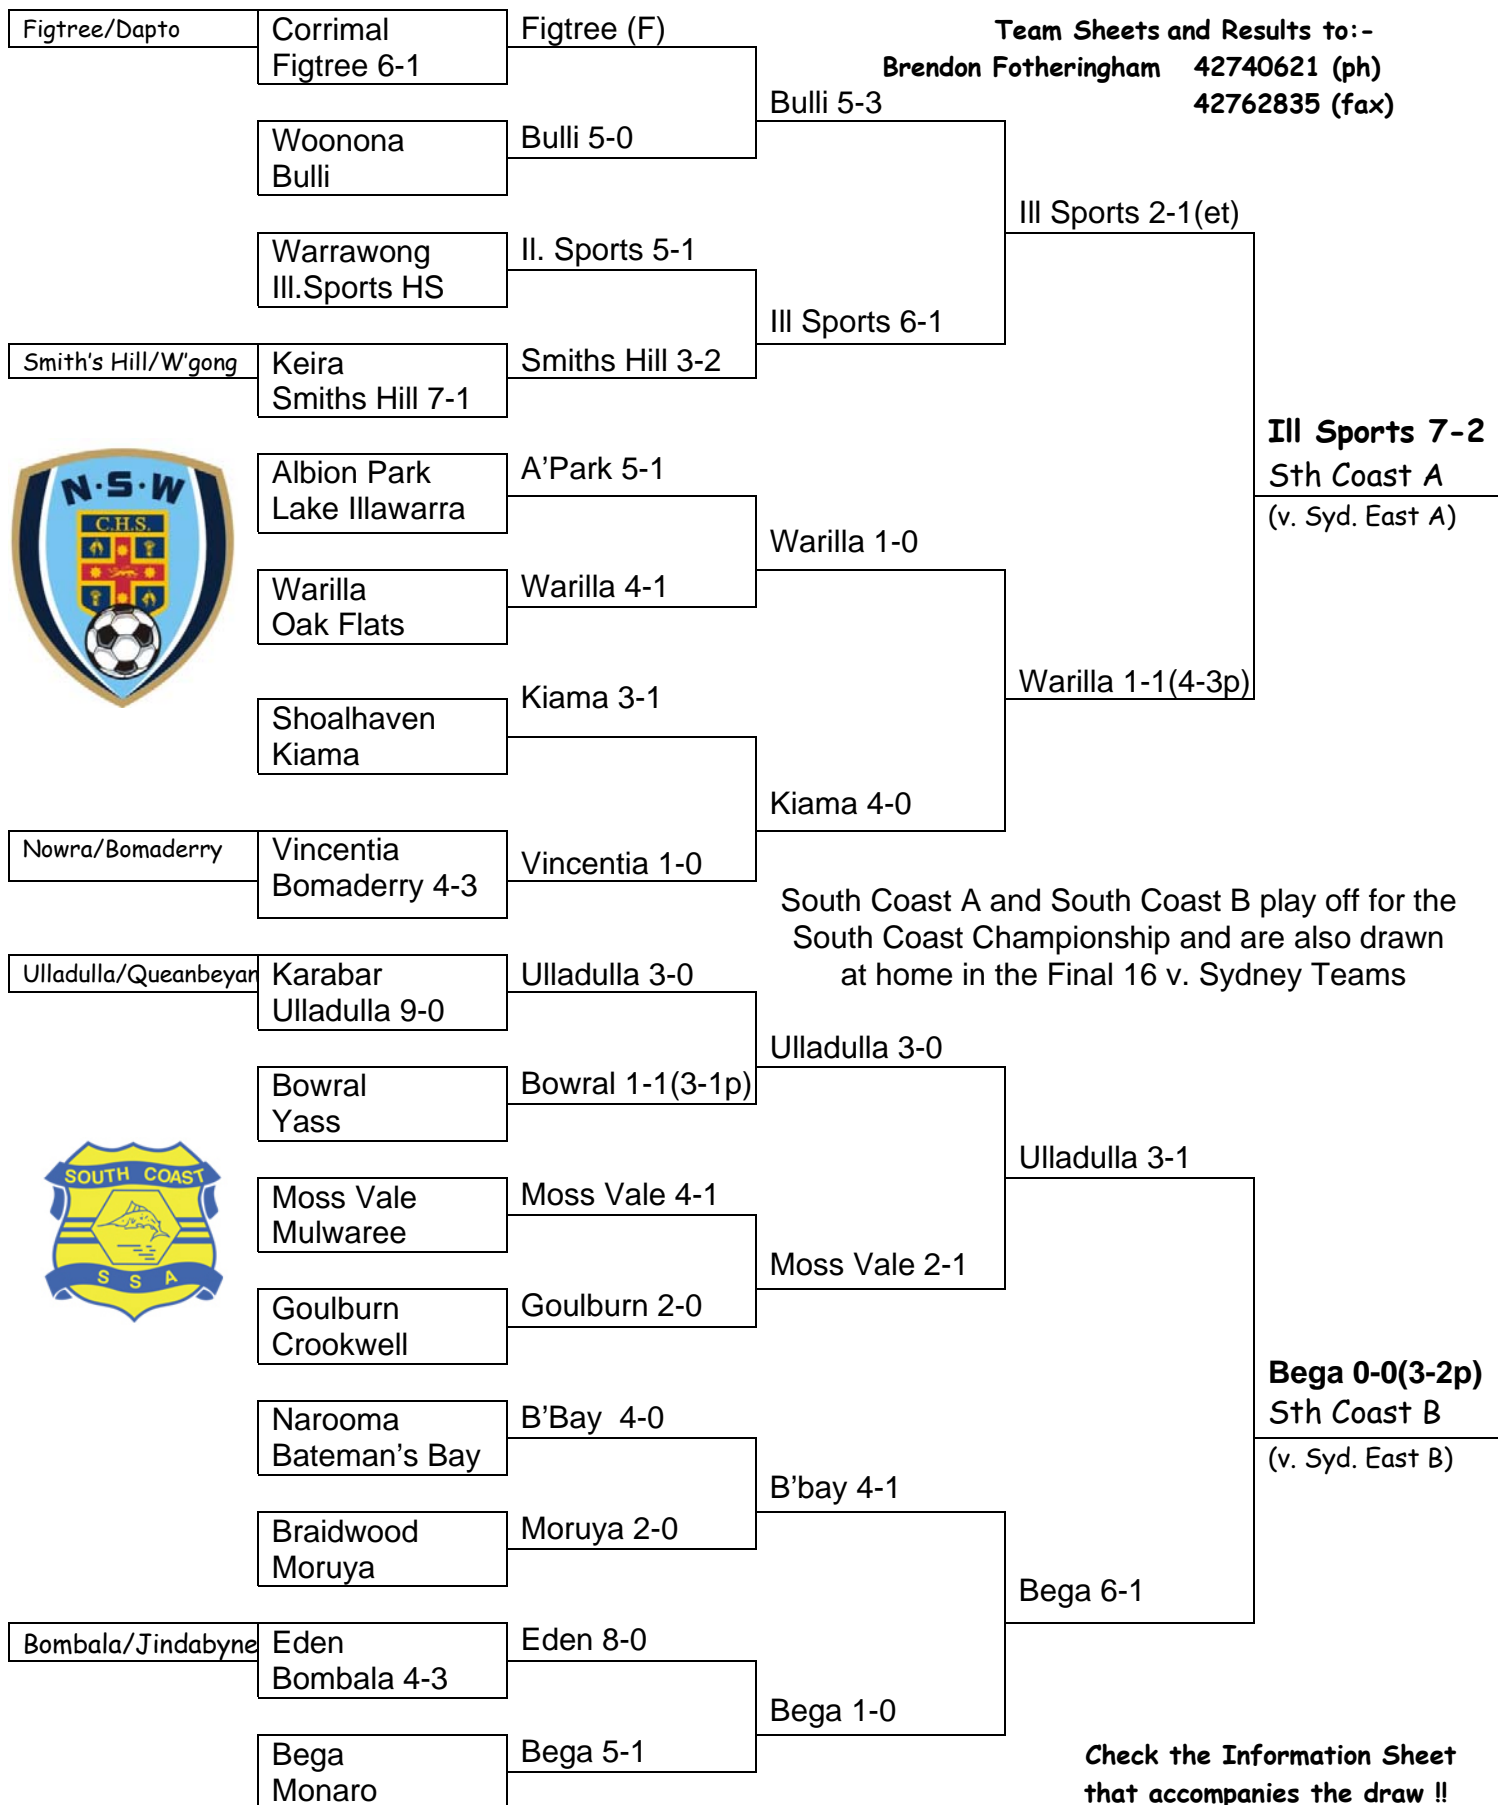 Team Sheets and Results to:-
Brendon Fotheringham 42740621 (ph)
42762835 (fax)
Figtree/Dapto
Corrimal
Figtree 6-1
Figtree (F)
Bulli 5-3
Woonona
Bulli
Bulli 5-0
Ill Sports 2-1(et)
Warrawong
Ill.Sports HS
Il. Sports 5-1
Ill Sports 6-1
Smith's Hill/W'gong
Keira
Smiths Hill 7-1
Smiths Hill 3-2
Ill Sports 7-2
Sth Coast A
(v. Syd. East A)
N·S·W
C.H.S.
Albion Park
Lake Illawarra
A'Park 5-1
Warilla 1-0
Warilla
Oak Flats
Warilla 4-1
Warilla 1-1(4-3p)
Shoalhaven
Kiama
Kiama 3-1
Kiama 4-0
Nowra/Bomaderry
Vincentia
Bomaderry 4-3
Vincentia 1-0
South Coast A and South Coast B play off for the
South Coast Championship and are also drawn
at home in the Final 16 v. Sydney Teams
Ulladulla/Queanbeyan
Karabar
Ulladulla 9-0
Ulladulla 3-0
Ulladulla 3-0
Bowral
Yass
Bowral 1-1(3-1p)
Ulladulla 3-1
SOUTH COAST
S S A
Moss Vale
Mulwaree
Moss Vale 4-1
Moss Vale 2-1
Goulburn
Crookwell
Goulburn 2-0
Bega 0-0(3-2p)
Sth Coast B
(v. Syd. East B)
Narooma
Bateman's Bay
B'Bay 4-0
B'bay 4-1
Braidwood
Moruya
Moruya 2-0
Bega 6-1
Bombala/Jindabyne
Eden
Bombala 4-3
Eden 8-0
Bega 1-0
Bega
Monaro
Bega 5-1
Check the Information Sheet
that accompanies the draw !!